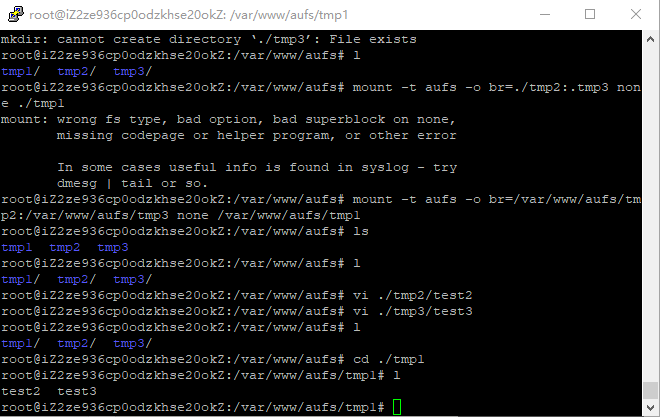 root@iZ2ze936cp0odzkhse20okZ: /var/www/aufs/tmp1
mkdir: cannot create directory ‘./tmp3’: File exists
root@iZ2ze936cp0odzkhse20okZ:/var/www/aufs# l
tmp1/  tmp2/  tmp3/
root@iZ2ze936cp0odzkhse20okZ:/var/www/aufs# mount -t aufs -o br=./tmp2:.tmp3 non
e ./tmp1
mount: wrong fs type, bad option, bad superblock on none,
       missing codepage or helper program, or other error
       In some cases useful info is found in syslog - try
       dmesg | tail or so.
root@iZ2ze936cp0odzkhse20okZ:/var/www/aufs# mount -t aufs -o br=/var/www/aufs/tm
p2:/var/www/aufs/tmp3 none /var/www/aufs/tmp1
root@iZ2ze936cp0odzkhse20okZ:/var/www/aufs# ls
tmp1  tmp2  tmp3
root@iZ2ze936cp0odzkhse20okZ:/var/www/aufs# l
tmp1/  tmp2/  tmp3/
root@iZ2ze936cp0odzkhse20okZ:/var/www/aufs# vi ./tmp2/test2
root@iZ2ze936cp0odzkhse20okZ:/var/www/aufs# vi ./tmp3/test3
root@iZ2ze936cp0odzkhse20okZ:/var/www/aufs# l
tmp1/  tmp2/  tmp3/
root@iZ2ze936cp0odzkhse20okZ:/var/www/aufs# cd ./tmp1
root@iZ2ze936cp0odzkhse20okZ:/var/www/aufs/tmp1# l
test2  test3
root@iZ2ze936cp0odzkhse20okZ:/var/www/aufs/tmp1#